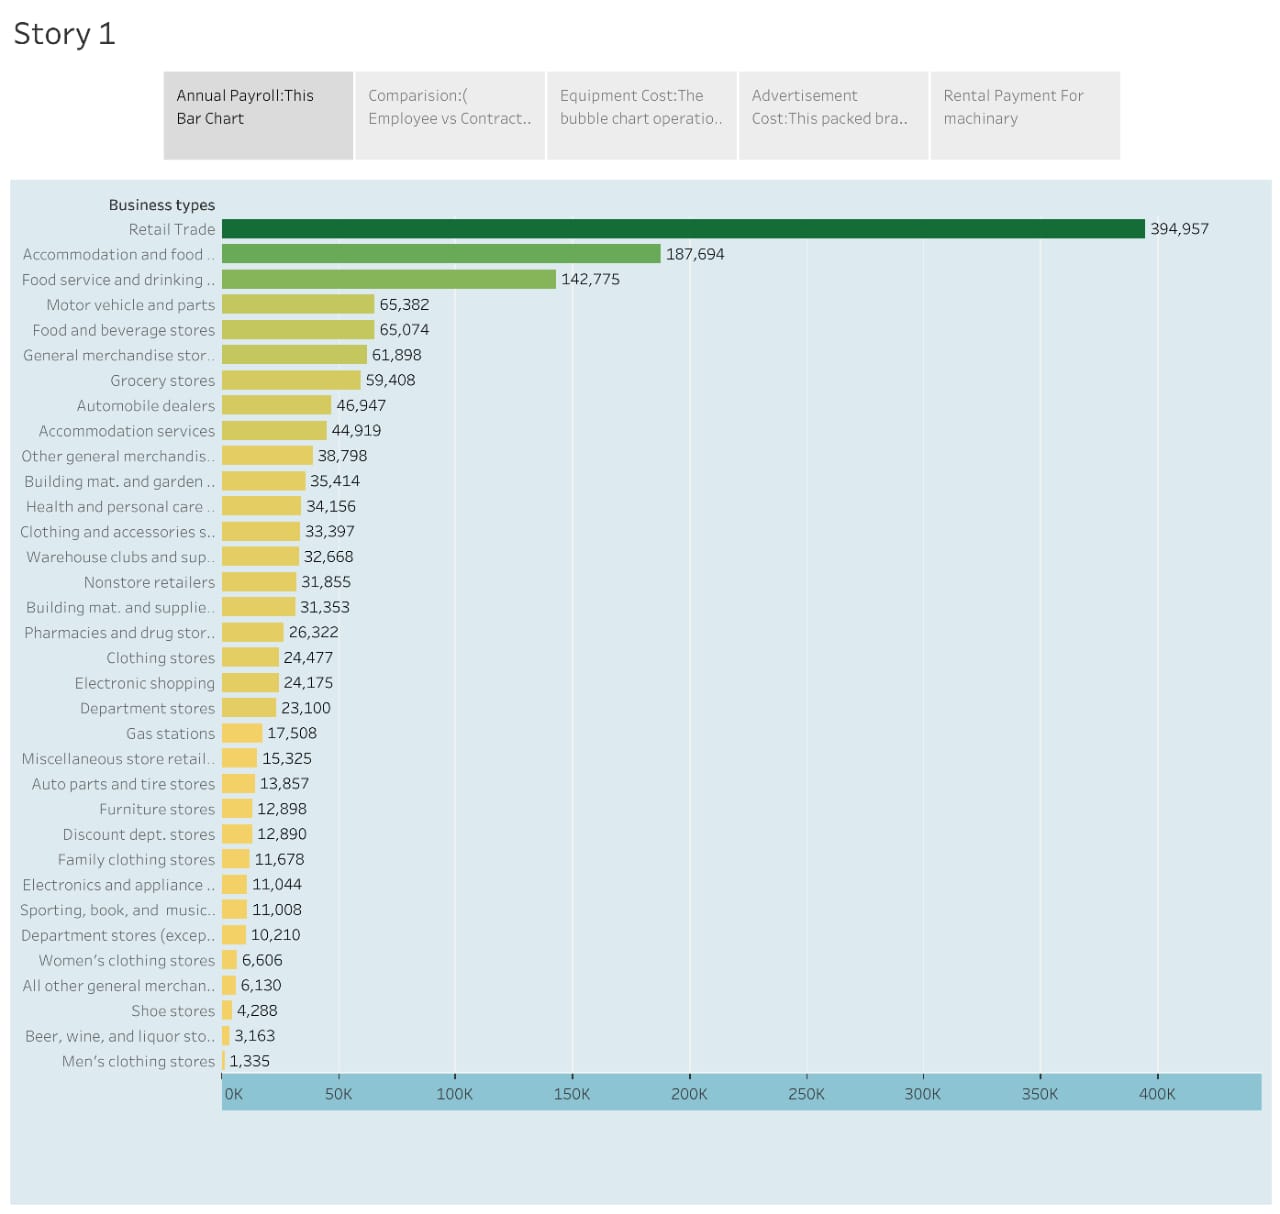 Story 1
Annual Payroll:This
Bar Chart
Comparision:(
Employee vs Contract..
Equipment Cost:The
bubble chart operatio..
Advertisement
Cost:This packed bra..
Rental Payment For
machinary
Business types
Retail Trade 394,957
Accommodation and food .. 187,694
Food service and drinking .. 142,775
Motor vehicle and parts 65,382
Food and beverage stores 65,074
General merchandise stor.. 61,898
Grocery stores 59,408
Automobile dealers 46,947
Accommodation services 44,919
Other general merchandis.. 38,798
Building mat. and garden .. 35,414
Health and personal care .. 34,156
Clothing and accessories s.. 33,397
Warehouse clubs and sup.. 32,668
Nonstore retailers 31,855
Building mat. and supplie.. 31,353
Pharmacies and drug stor.. 26,322
Clothing stores 24,477
Electronic shopping 24,175
Department stores 23,100
Gas stations 17,508
Miscellaneous store retail.. 15,325
Auto parts and tire stores 13,857
Furniture stores 12,898
Discount dept. stores 12,890
Family clothing stores 11,678
Electronics and appliance .. 11,044
Sporting, book, and  music.. 11,008
Department stores (excep.. 10,210
Women's clothing stores 6,606
All other general merchan.. 6,130
Shoe stores 4,288
Beer, wine, and liquor sto.. 3,163
Men's clothing stores 1,335
0K 50K 100K 150K 200K 250K 300K 350K 400K